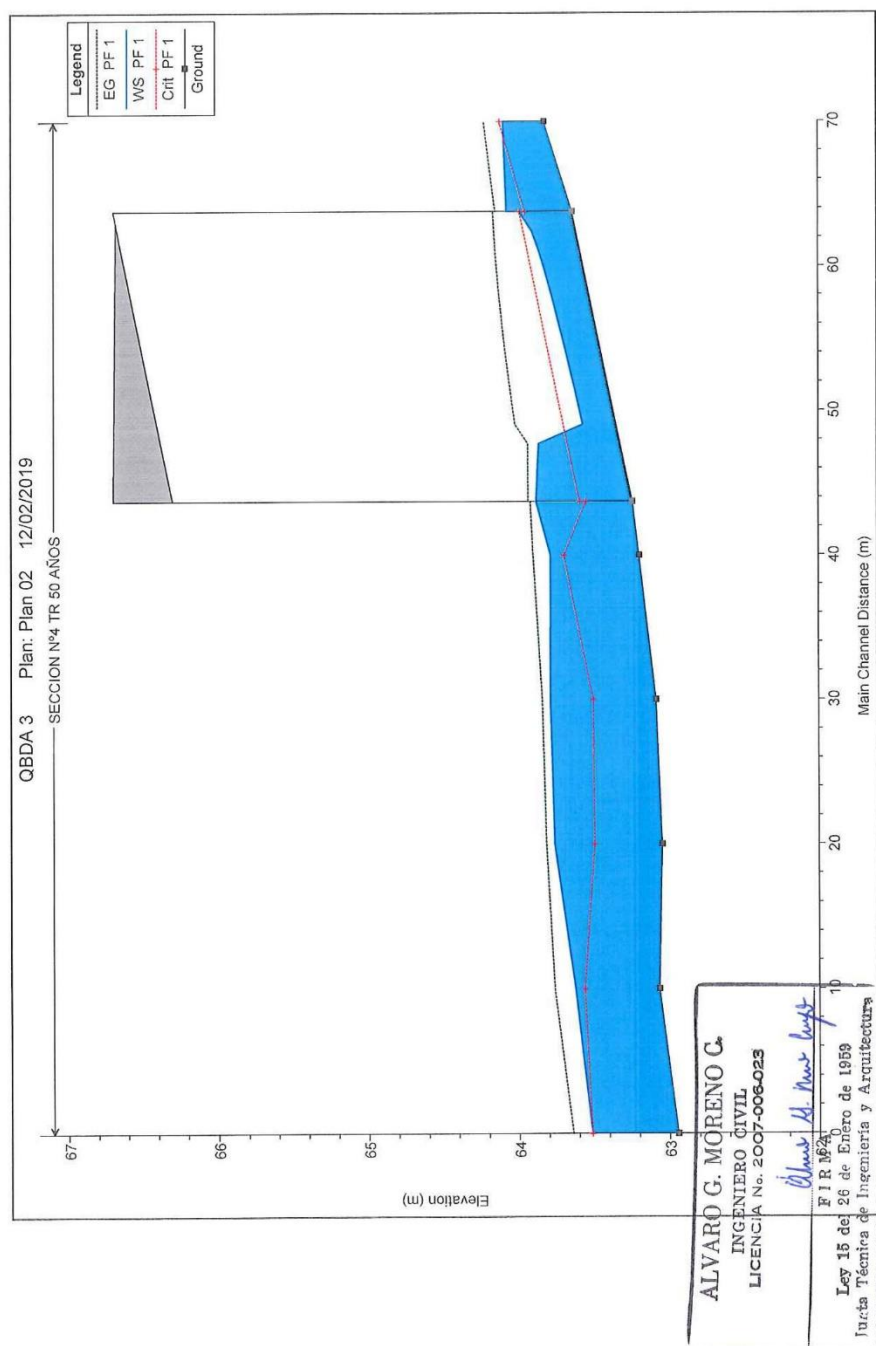 QBDA 3 Plan: Plan 02 12/02/2019
SECCION Nº4 TR 50 AÑOS
Legend
EG PF 1
WS PF 1
Crit PF 1
Ground
Elevation (m)
67
66
65
64
63
62
0
10
20
30
40
50
60
70
Main Channel Distance (m)
ALVARO G. MORENO C.
INGENIERO CIVIL
LICENCIA No. 2007-006-023
FIRMA
Ley 15 del 26 de Enero de 1959
Junta Técnica de Ingeniería y Arquitectura